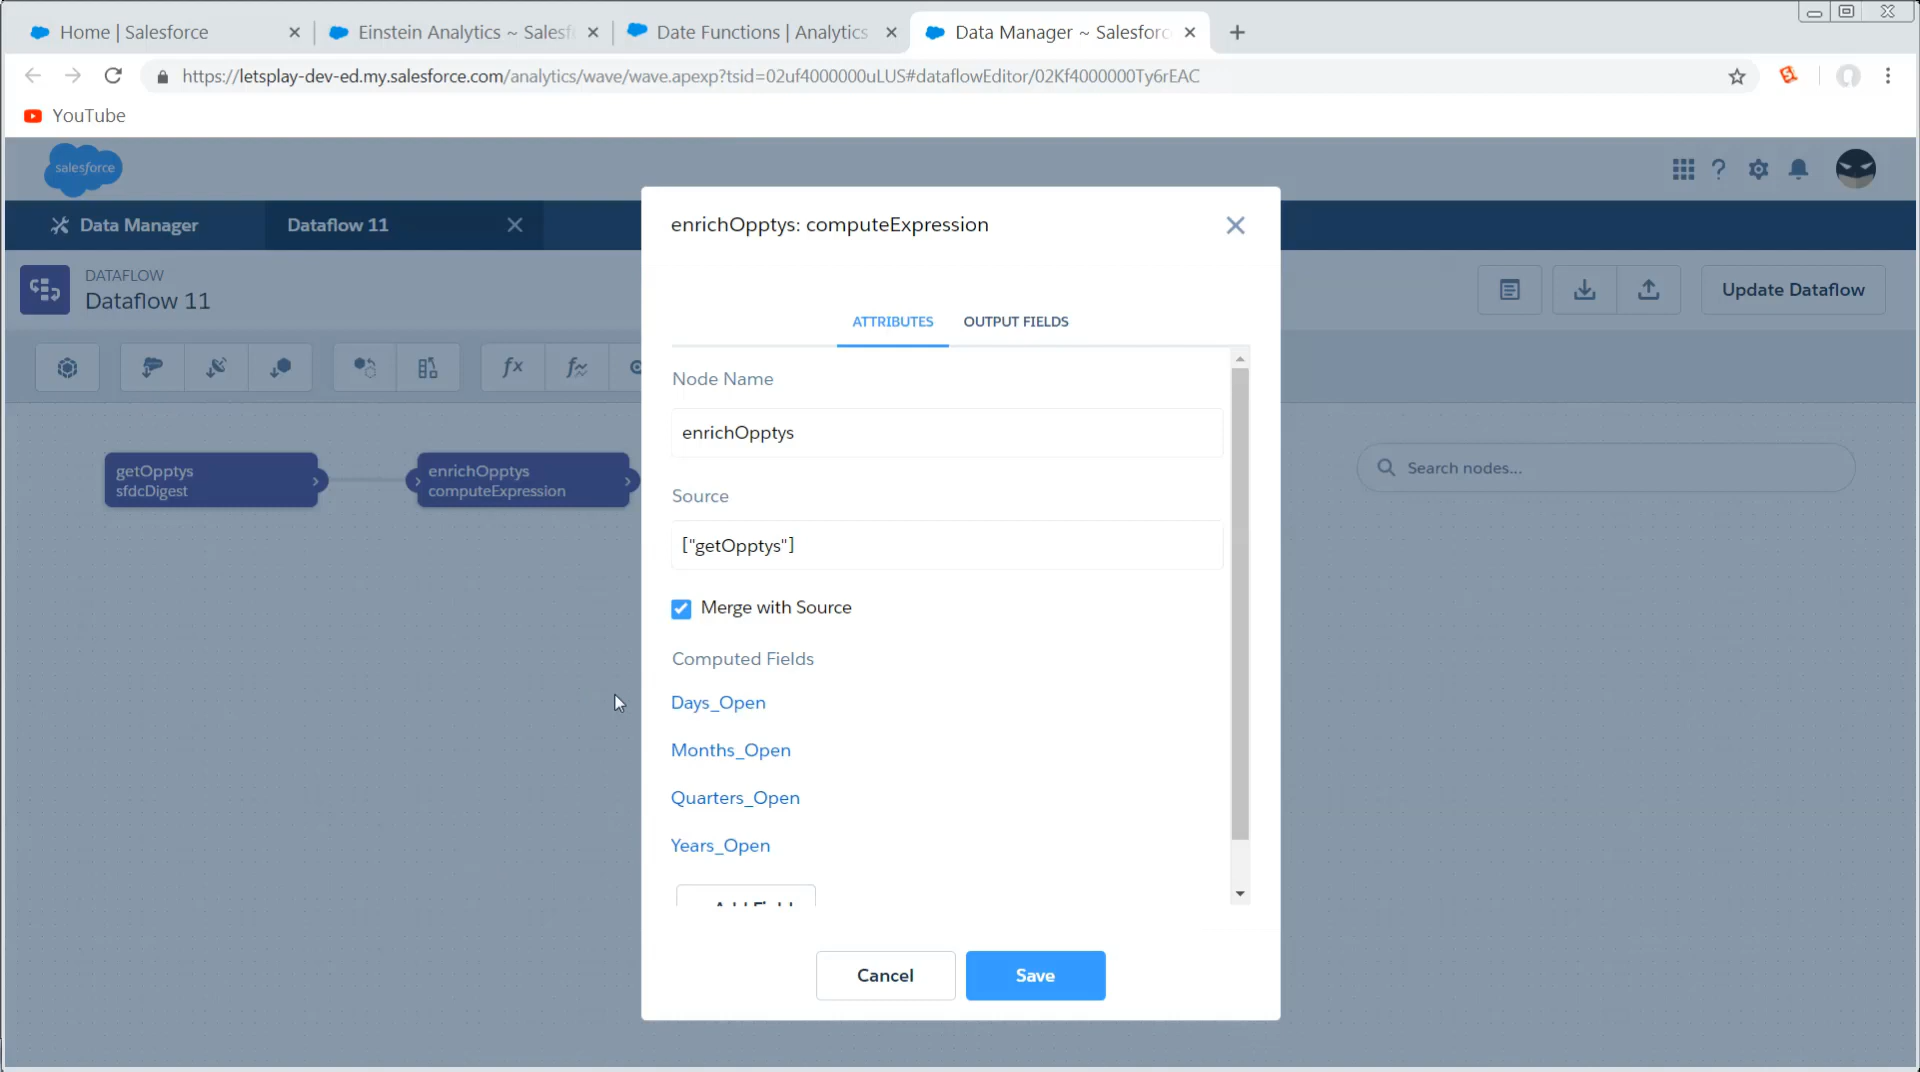 Home | Salesforce
Einstein Analytics ~ Salesf
Date Functions | Analytics
Data Manager ~ Salesforc
https://letsplay-dev-ed.my.salesforce.com/analytics/wave/wave.apexp?tsid=02uf4000000uLUS#dataflowEditor/02Kf4000000Ty6rEAC
YouTube
salesforce
Data Manager
Dataflow 11
DATAFLOW
Dataflow 11
Update Dataflow
getOpptys
sfdcDigest
enrichOpptys
computeExpression
Search nodes...
enrichOpptys: computeExpression
ATTRIBUTES
OUTPUT FIELDS
Node Name
enrichOpptys
Source
["getOpptys"]
Merge with Source
Computed Fields
Days_Open
Months_Open
Quarters_Open
Years_Open
Add Field
Cancel
Save